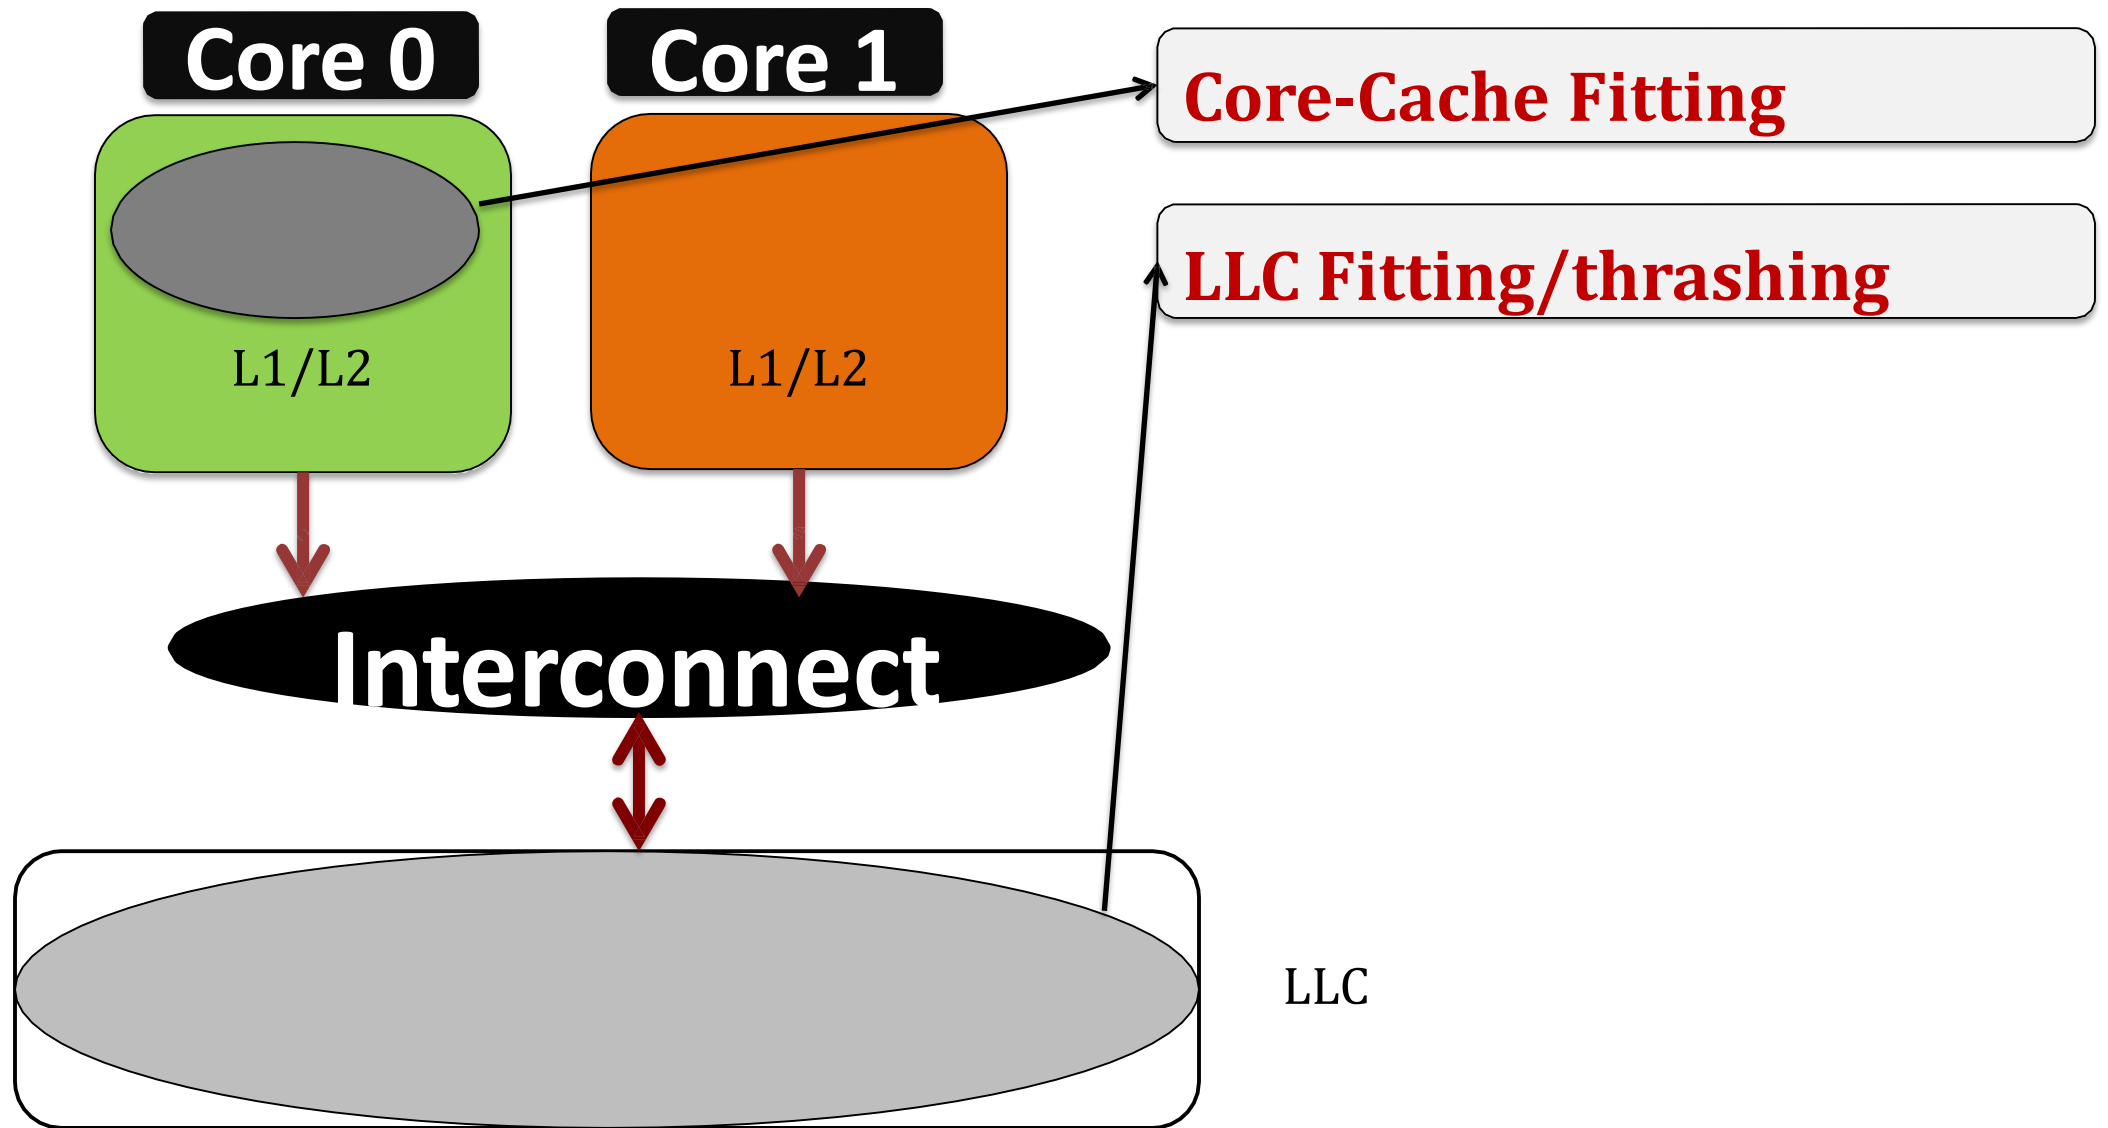 Core 0
Core 1
Core-Cache Fitting
LLC Fitting/thrashing
L1/L2
L1/L2
Interconnect
LLC